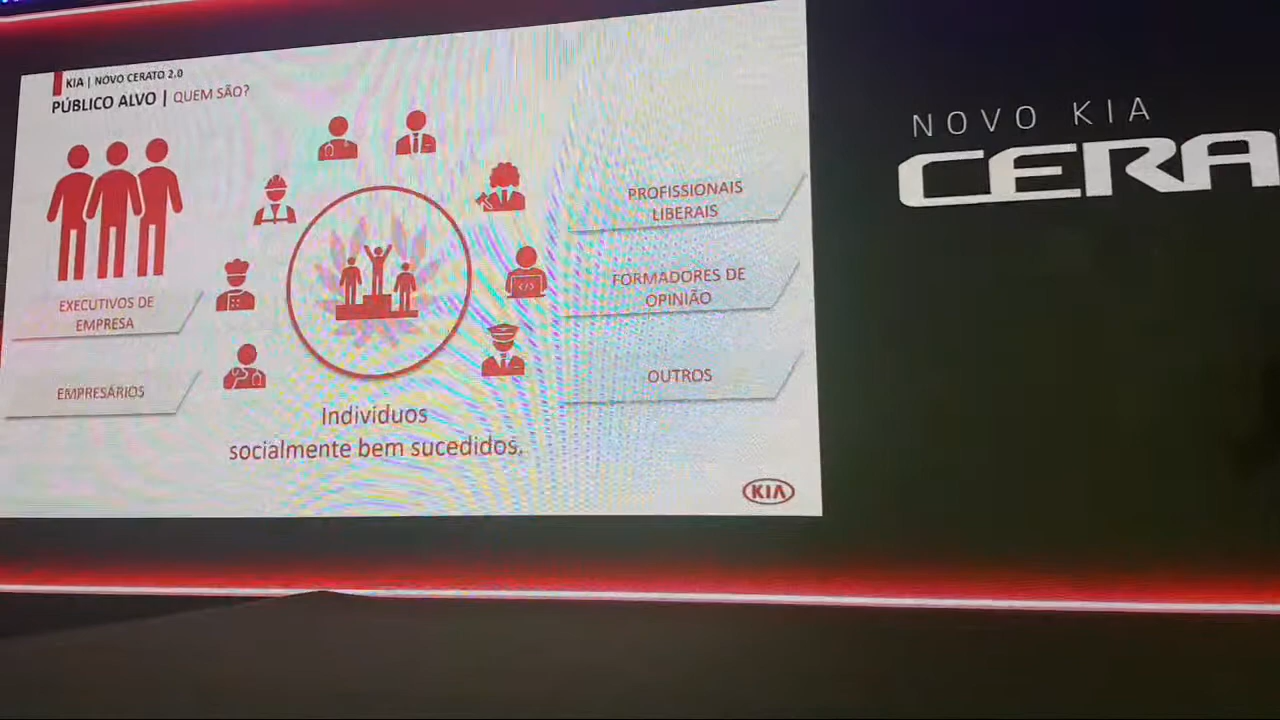 KIA | NOVO CERATO 2.0
PÚBLICO ALVO | QUEM SÃO?
EXECUTIVOS DE
EMPRESA
EMPRESÁRIOS
</>
Indivíduos
socialmente bem sucedidos.
PROFISSIONAIS
LIBERAIS
FORMADORES DE
OPINIÃO
OUTROS
KIA
NOVO KIA
CERA